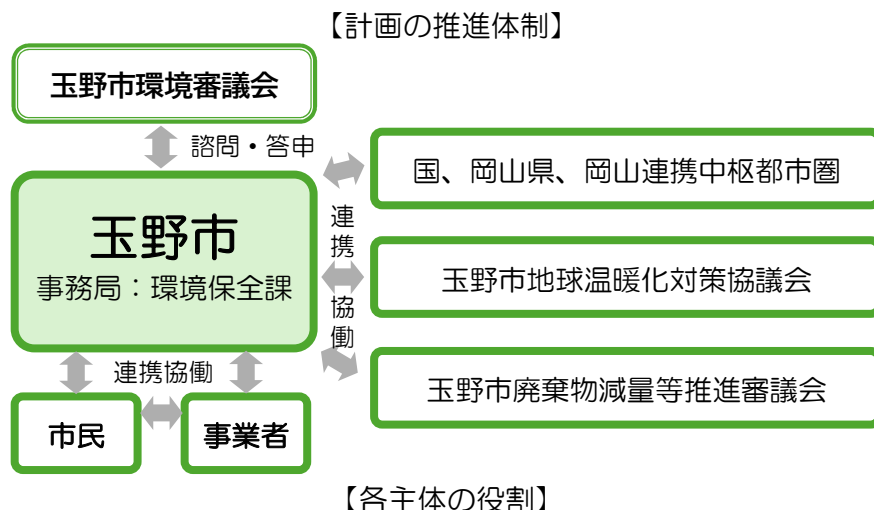 【計画の推進体制】
玉野市環境審議会
諮問・答申
国、岡山県、岡山連携中枢都市圏
玉野市
事務局：環境保全課
連携協働
玉野市地球温暖化対策協議会
玉野市廃棄物減量等推進審議会
連携協働
市民
事業者
【各主体の役割】